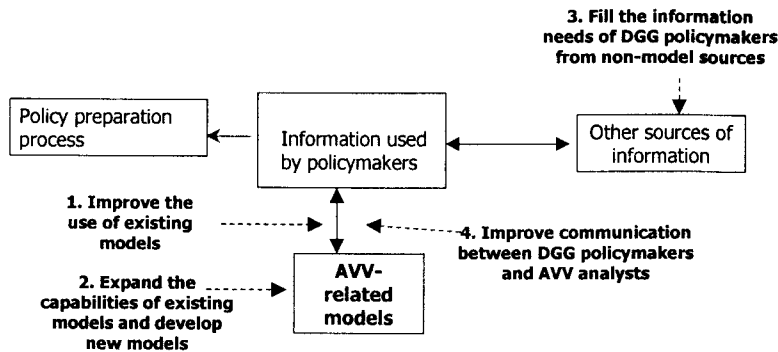 3. Fill the information
needs of DGG policymakers
from non-model sources
Policy preparation
process
Information used
by policymakers
Other sources of
information
1. Improve the
use of existing
models
4. Improve communication
between DGG policymakers
and AVV analysts
2. Expand the
capabilities of existing
models and develop
new models
AVV-
related
models